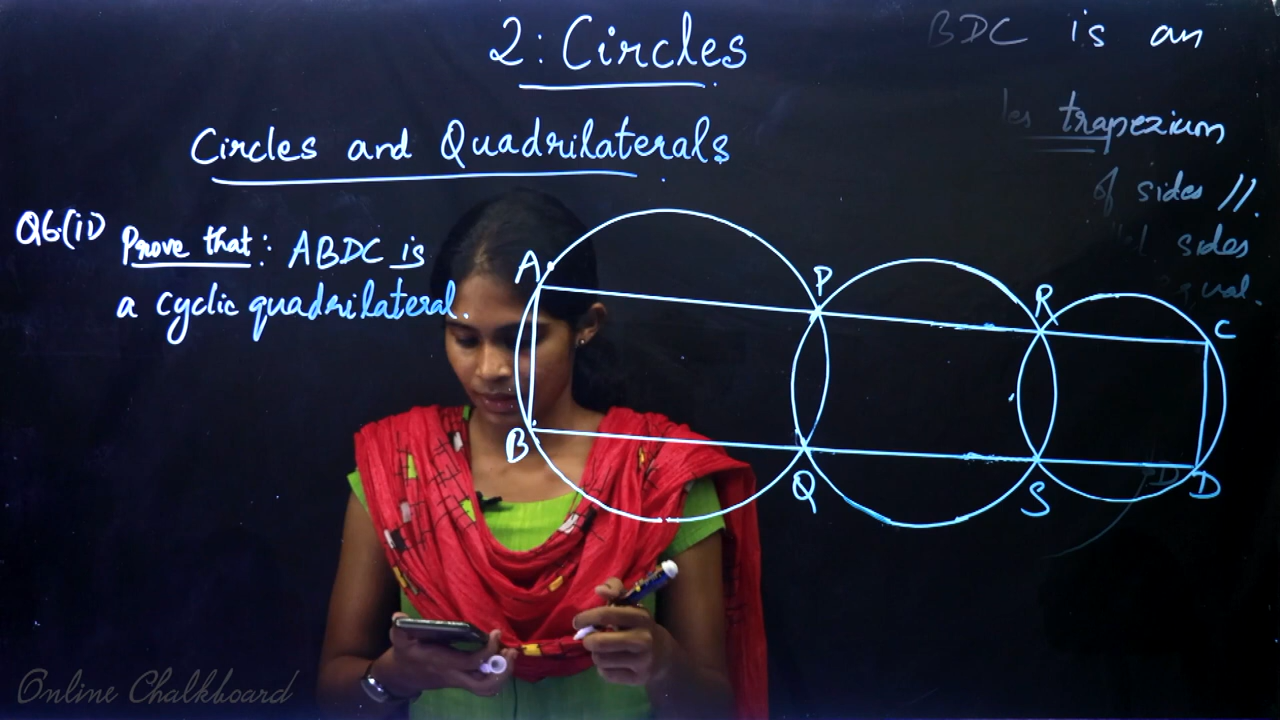 2: Circles
Circles and Quadrilaterals
BDC is an
les trapezium
of sides //.
sides
Q6(ii) Prove that: ABDC is
a cyclic quadrilateral.
A
P
R
C
B
Q
S
D
D
Online Chalkboard